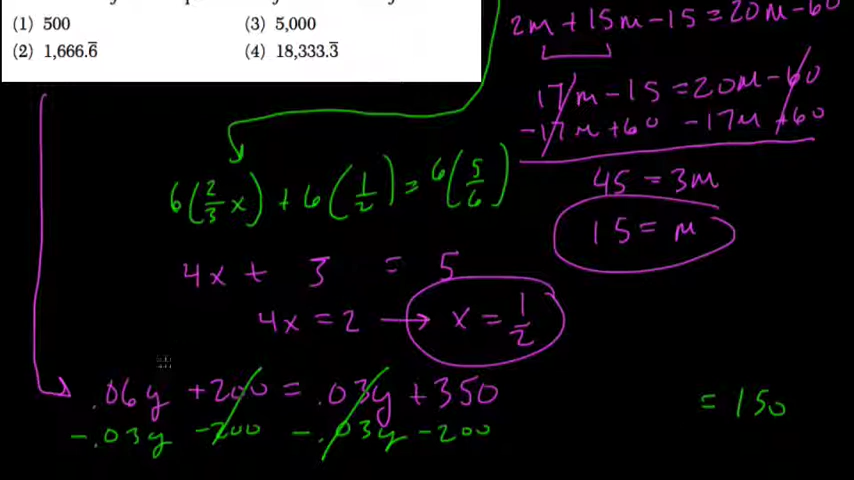 (1) 500 (3) 5,000
(2) 1,666.6̅ (4) 18,333.3̅
2m + 15m - 15 = 20m - 60
17m - 15 = 20m - 60
-17m + 60 -17m + 60
45 = 3m
15 = m
6(2/3 x) + 6(1/2) = 6(5/6)
4x + 3 = 5
4x = 2 → x = 1/2
.06y + 200 = .03y + 350
-.03y -200 -.03y -200
= 150